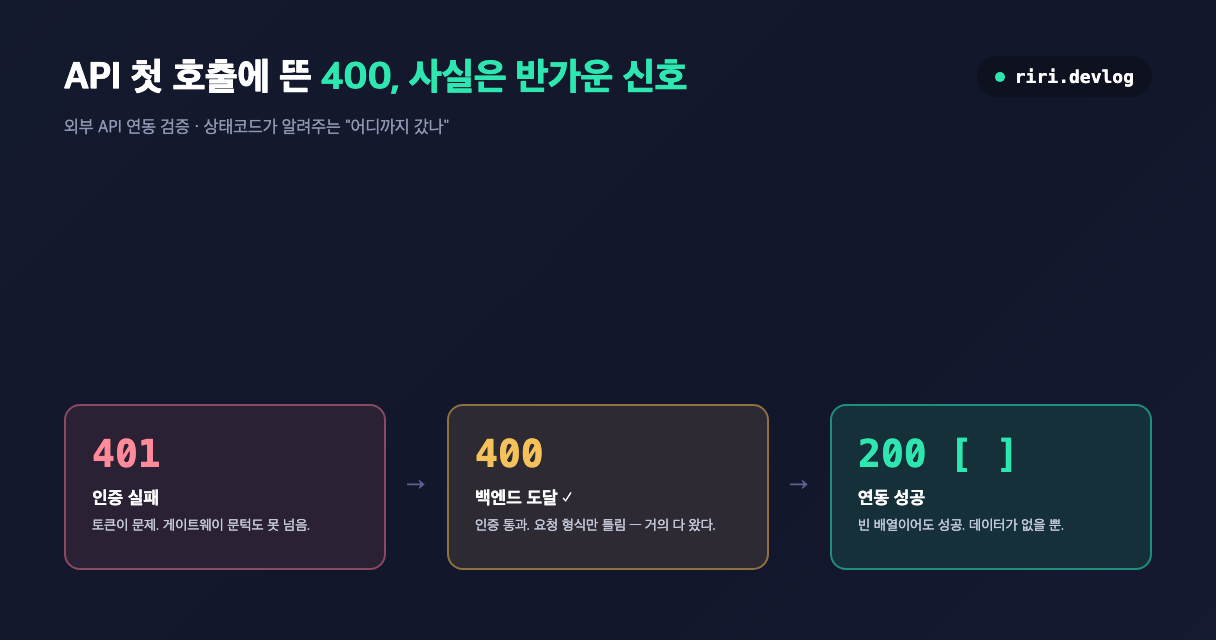 API 첫 호출에 뜬 400, 사실은 반가운 신호
riri.devlog
외부 API 연동 검증 · 상태코드가 알려주는 "어디까지 갔나"
401
인증 실패
토큰이 문제. 게이트웨이 문턱도 못 넘음.
→
400
백엔드 도달 ✓
인증 통과. 요청 형식만 틀림 — 거의 다 왔다.
→
200 [ ]
연동 성공
빈 배열이어도 성공. 데이터가 없을 뿐.